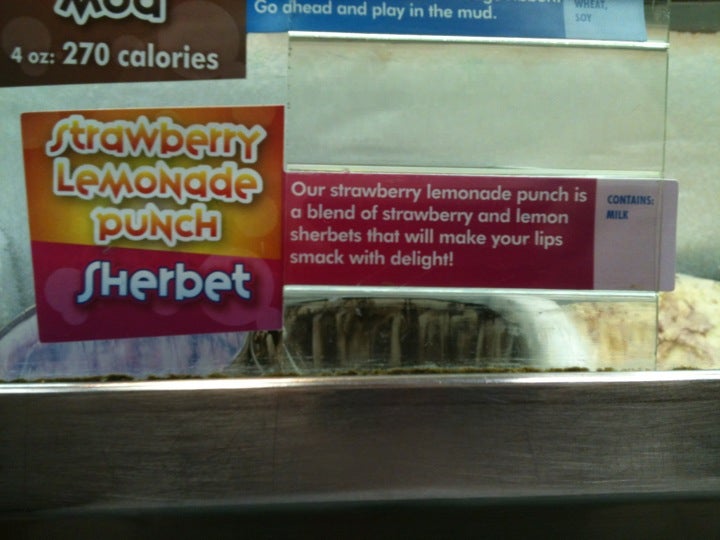 Mud
Go ahead and play in the mud.
WHEAT,
SOY
4 oz: 270 calories
Strawberry
Lemonade
Punch
Sherbet
Our strawberry lemonade punch is
a blend of strawberry and lemon
sherbets that will make your lips
smack with delight!
CONTAINS:
MILK